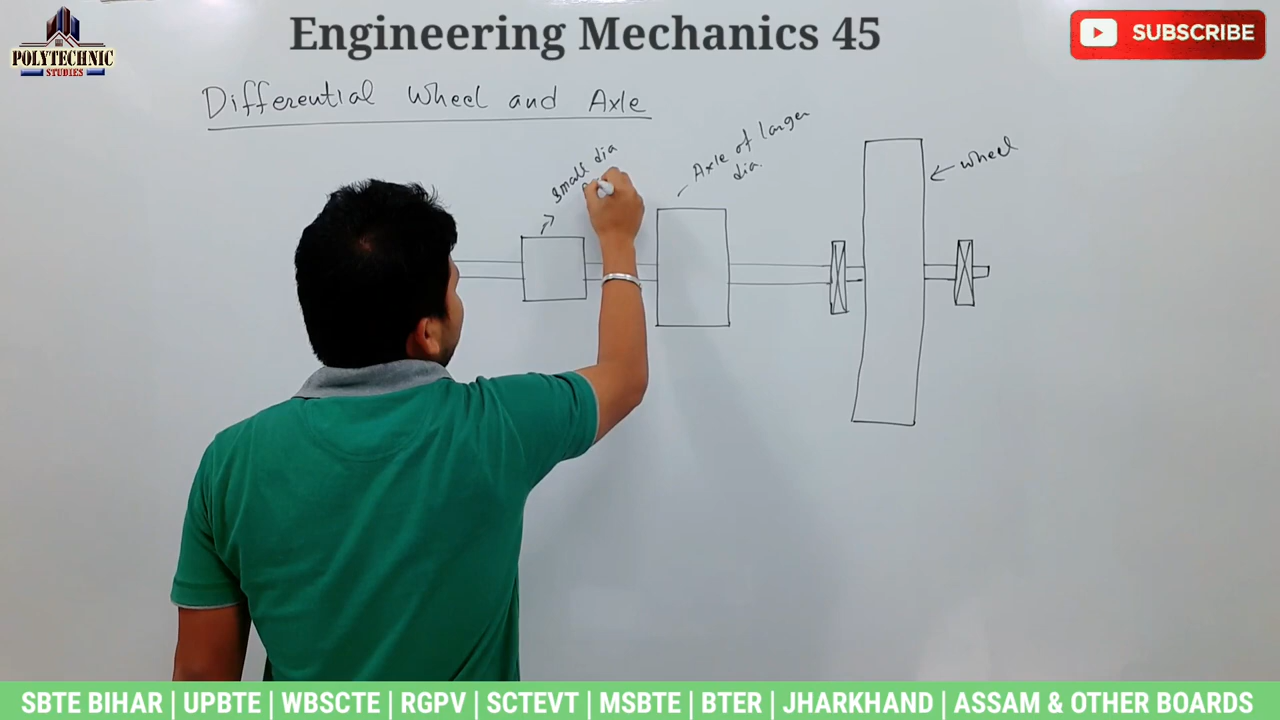 Engineering Mechanics 45
POLYTECHNIC
STUDIES
SUBSCRIBE
Differential Wheel and Axle
small dia
Axle of larger
dia.
wheel
SBTE BIHAR | UPBTE | WBSCTE | RGPV | SCTEVT | MSBTE | BTER | JHARKHAND | ASSAM & OTHER BOARDS